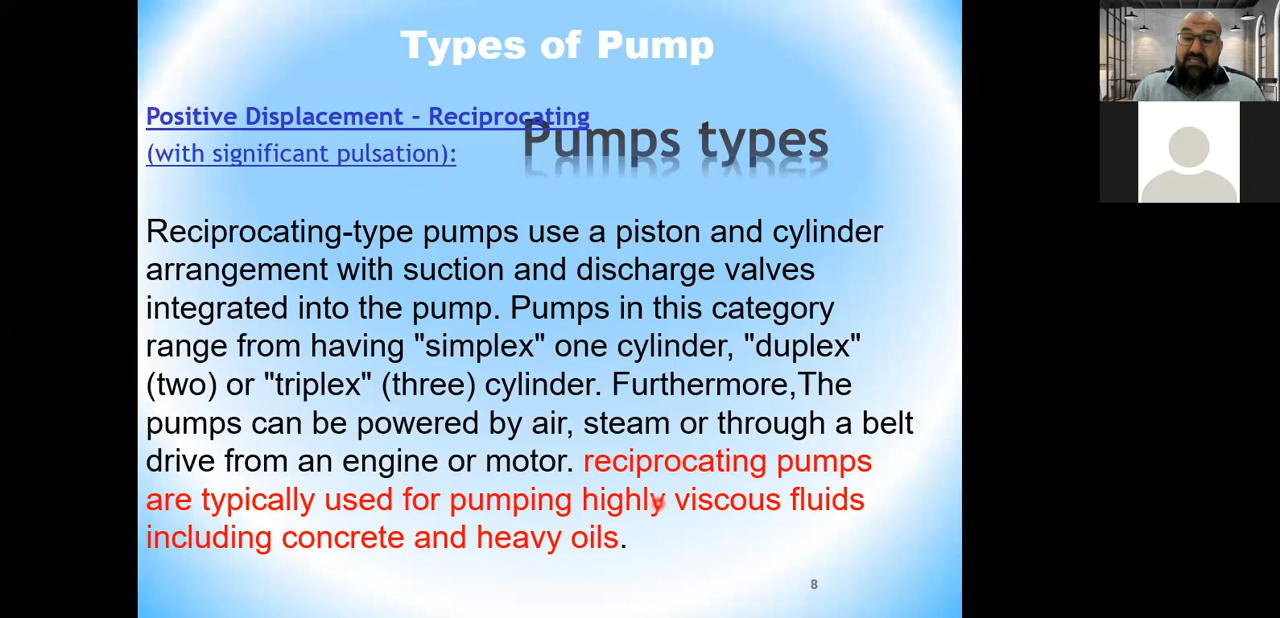 Types of Pump
Positive Displacement - Reciprocating
Pumps types
(with significant pulsation):
Reciprocating-type pumps use a piston and cylinder
arrangement with suction and discharge valves
integrated into the pump. Pumps in this category
range from having "simplex" one cylinder, "duplex"
(two) or "triplex" (three) cylinder. Furthermore,The
pumps can be powered by air, steam or through a belt
drive from an engine or motor. reciprocating pumps
are typically used for pumping highly viscous fluids
including concrete and heavy oils.
8